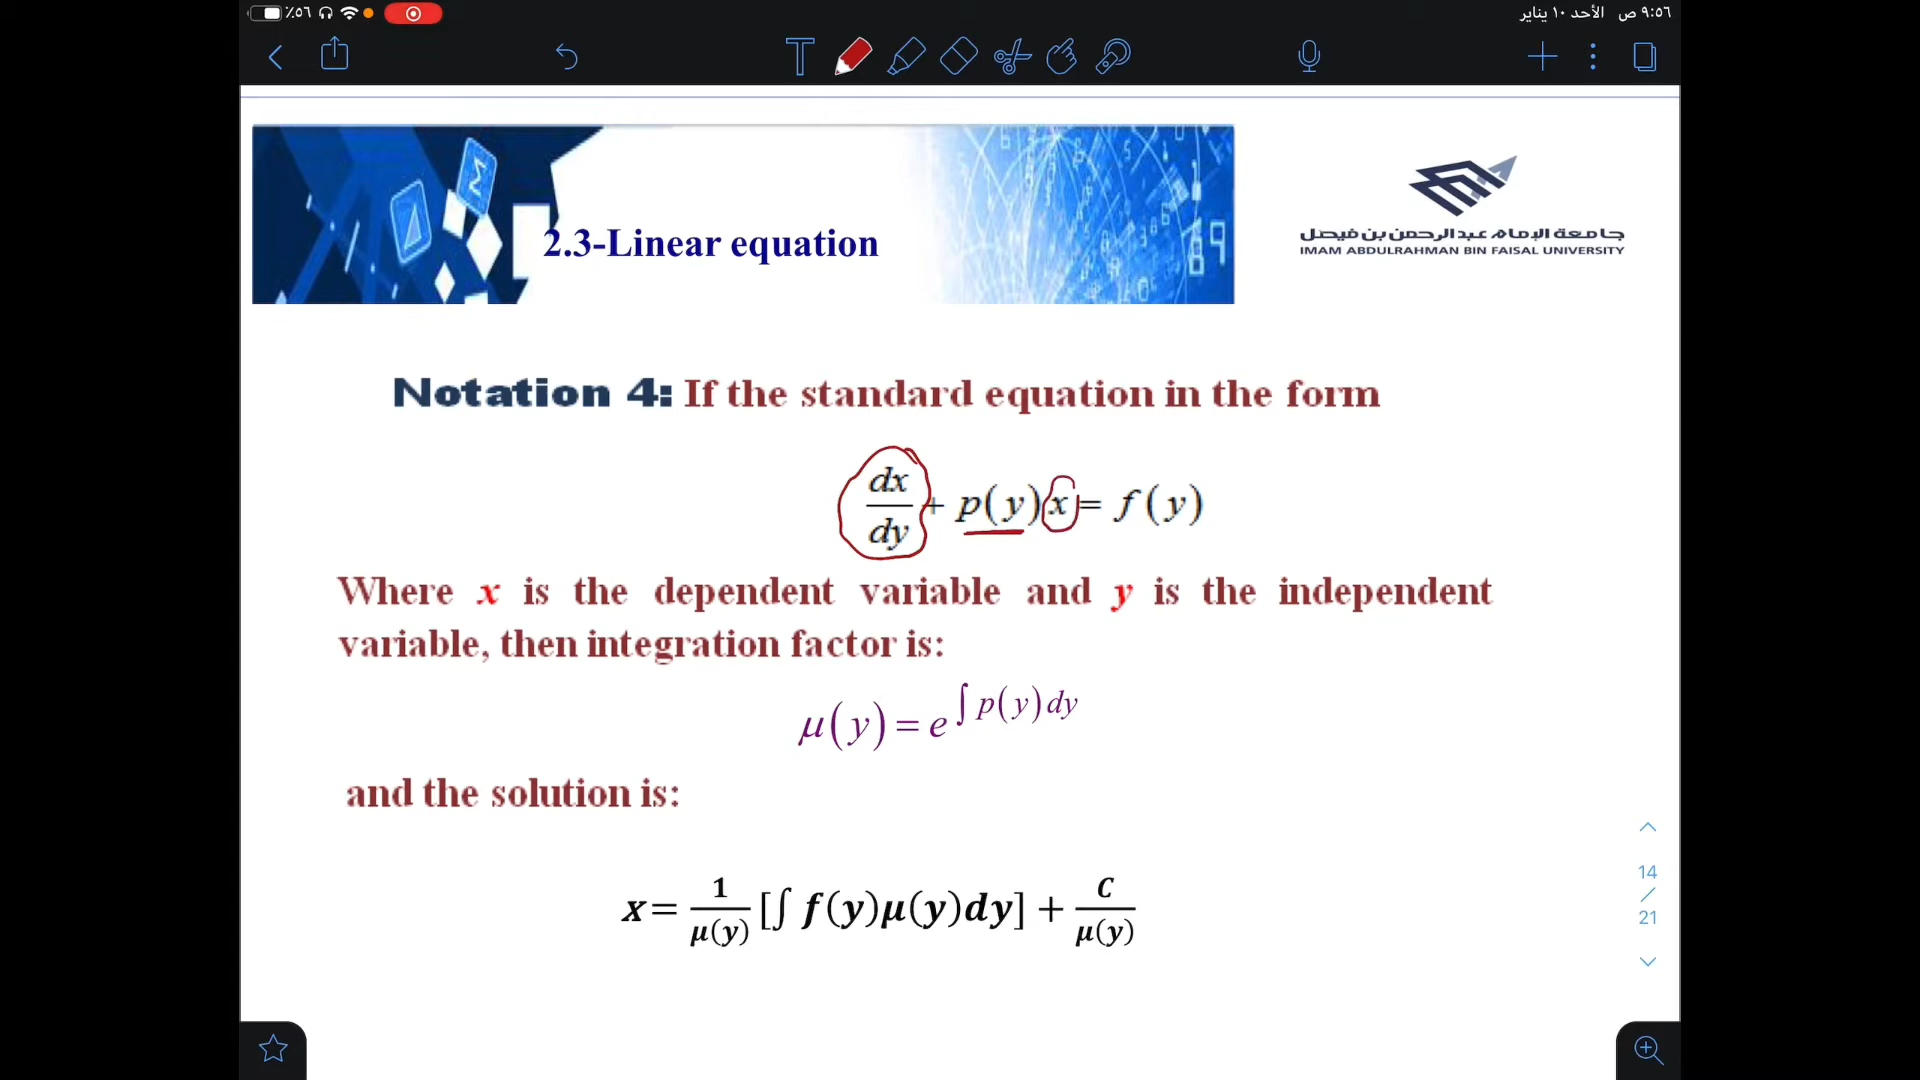 ٪٥٦
٩:٥٦ ص الأحد ١٠ يناير
T
2.3-Linear equation
جامعة الإمام عبدالرحمن بن فيصل
IMAM ABDULRAHMAN BIN FAISAL UNIVERSITY
Notation 4: If the standard equation in the form
dx/dy + p(y)x = f(y)
Where x is the dependent variable and y is the independent
variable, then integration factor is:
μ(y) = e^∫p(y)dy
and the solution is:
x = 1/μ(y) [∫ f(y)μ(y)dy] + C/μ(y)
14
/
21